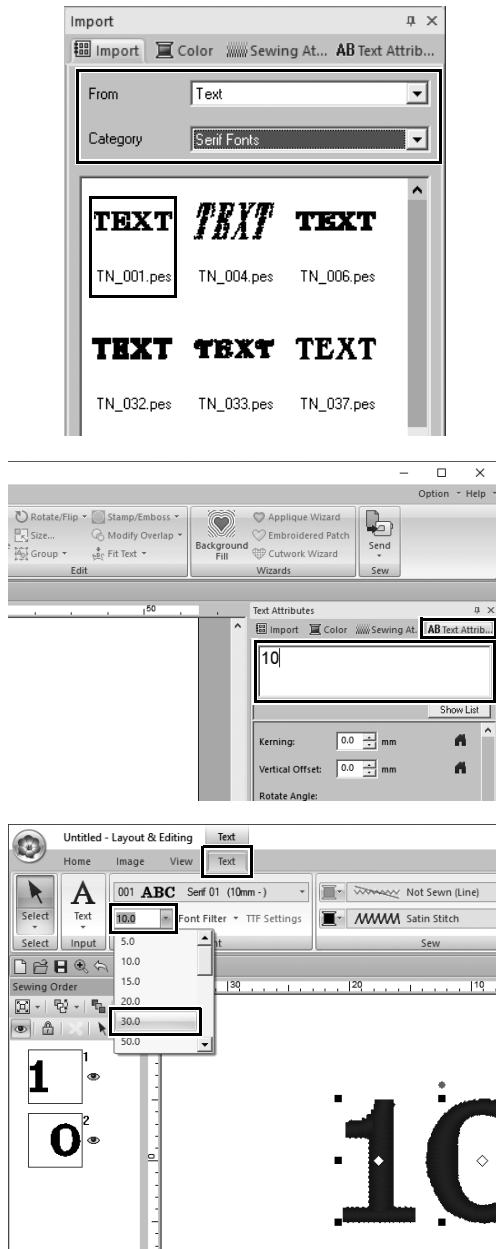 Import
Import Color Sewing At... AB Text Attrib...
From Text
Category Serif Fonts
TEXT TEXT TEXT
TN_001.pes TN_004.pes TN_006.pes
TEXT TEXT TEXT
TN_032.pes TN_033.pes TN_037.pes
Option Help
Rotate/Flip Stamp/Emboss
Size... Modify Overlap
Group Fit Text
Edit
Background Fill
Applique Wizard
Embroidered Patch
Cutwork Wizard
Wizards
Send
Sew
50
Text Attributes
Import Color Sewing At. AB Text Attrib...
10
Show List
Kerning: 0.0 mm
Vertical Offset: 0.0 mm
Rotate Angle:
Untitled - Layout & Editing Text
Home Image View Text
Select
Select
A
Text
Input
001 ABC Serif 01 (10mm -)
10.0 Font Filter TTF Settings
Not Sewn (Line)
Satin Stitch
Sew
5.0
10.0
15.0
20.0
30.0
50.0
Sewing Order
30 20 10
1 1
0 2
0
10